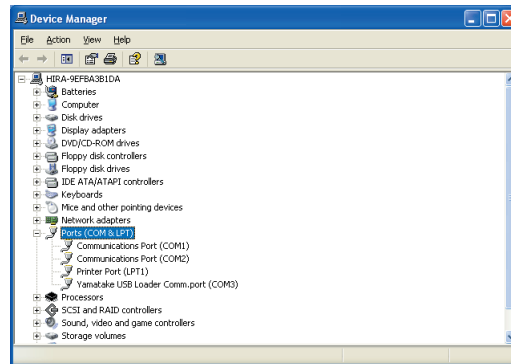 Device Manager
File Action View Help
HIRA-9EFBA3B1DA
Batteries
Computer
Disk drives
Display adapters
DVD/CD-ROM drives
Floppy disk controllers
Floppy disk drives
IDE ATA/ATAPI controllers
Keyboards
Mice and other pointing devices
Network adapters
Ports (COM & LPT)
Communications Port (COM1)
Communications Port (COM2)
Printer Port (LPT1)
Yamatake USB Loader Comm.port (COM3)
Processors
SCSI and RAID controllers
Sound, video and game controllers
Storage volumes